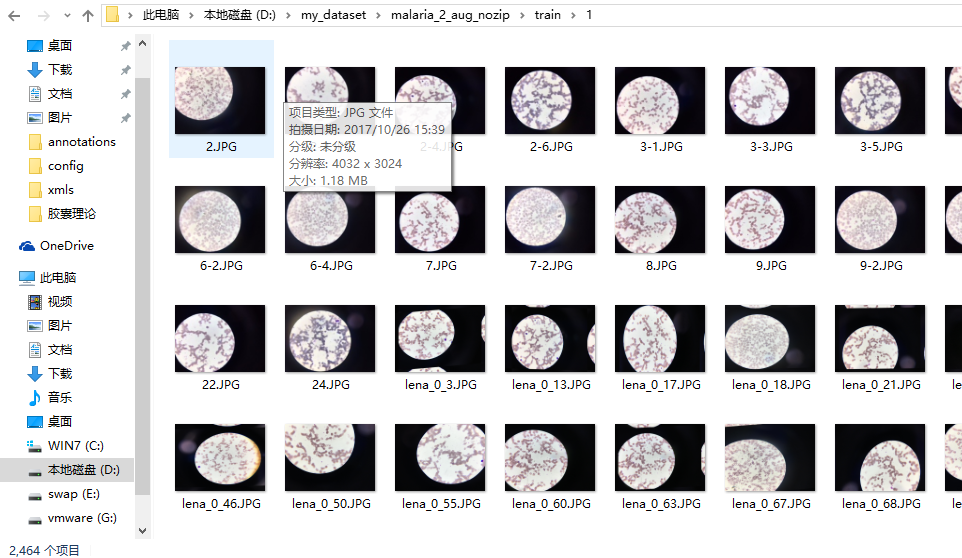 此电脑 > 本地磁盘 (D:) > my_dataset > malaria_2_aug_nozip > train > 1
桌面
下载
文档
图片
annotations
config
xmls
胶囊理论
OneDrive
此电脑
视频
图片
文档
下载
音乐
桌面
WIN7 (C:)
本地磁盘 (D:)
swap (E:)
vmware (G:)
项目类型: JPG 文件
拍摄日期: 2017/10/26 15:39
分级: 未分级
分辨率: 4032 x 3024
大小: 1.18 MB
2.JPG 2-4.JPG 2-6.JPG 3-1.JPG 3-3.JPG 3-5.JPG
6-2.JPG 6-4.JPG 7.JPG 7-2.JPG 8.JPG 9.JPG 9-2.JPG
22.JPG 24.JPG lena_0_3.JPG lena_0_13.JPG lena_0_17.JPG lena_0_18.JPG lena_0_21.JPG le
lena_0_46.JPG lena_0_50.JPG lena_0_55.JPG lena_0_60.JPG lena_0_63.JPG lena_0_67.JPG lena_0_68.JPG le
2,464 个项目